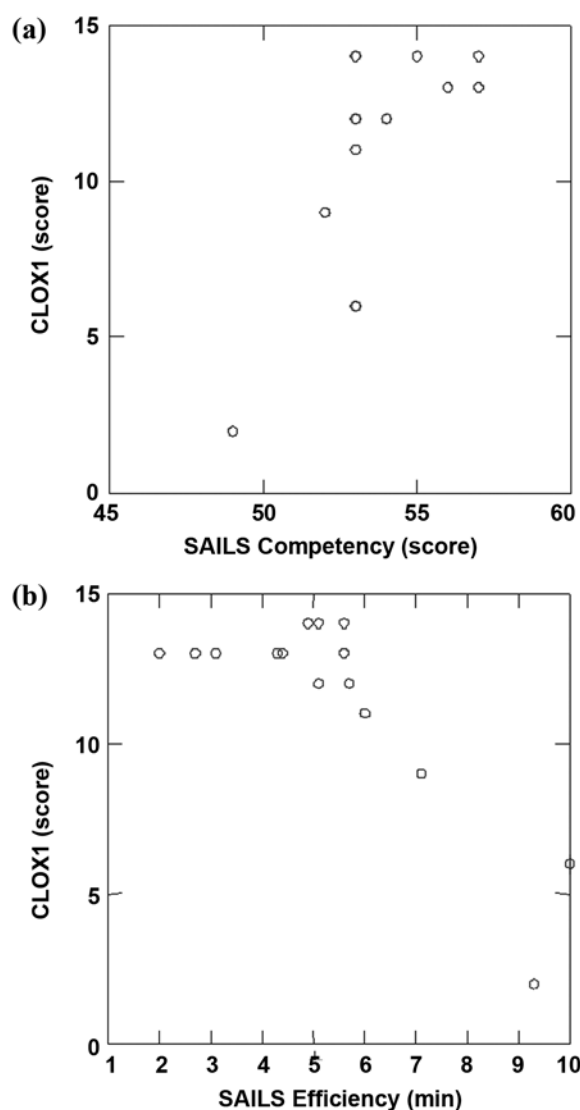 (a)
15
10
5
0
CLOX1 (score)
45 50 55 60
SAILS Competency (score)
(b)
15
10
5
0
CLOX1 (score)
1 2 3 4 5 6 7 8 9 10
SAILS Efficiency (min)